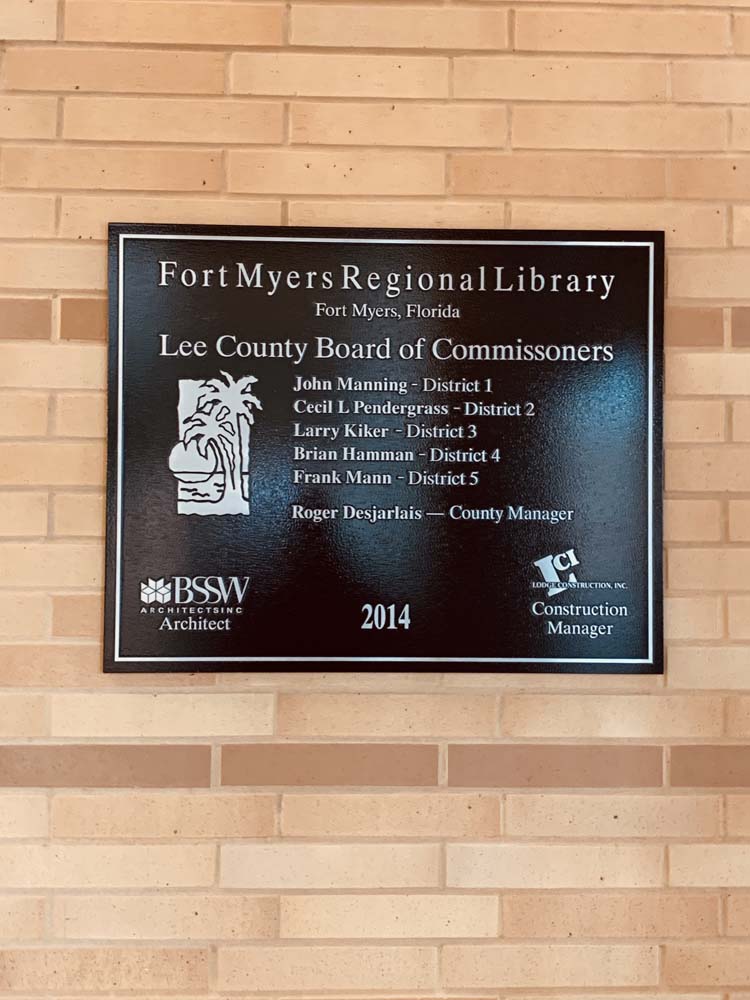 Fort Myers Regional Library
Fort Myers, Florida
Lee County Board of Commissoners
John Manning - District 1
Cecil L Pendergrass - District 2
Larry Kiker - District 3
Brian Hamman - District 4
Frank Mann - District 5
Roger Desjarlais — County Manager
BSSW
ARCHITECTSINC
Architect
2014
LCI
LODGE CONSTRUCTION, INC.
Construction
Manager